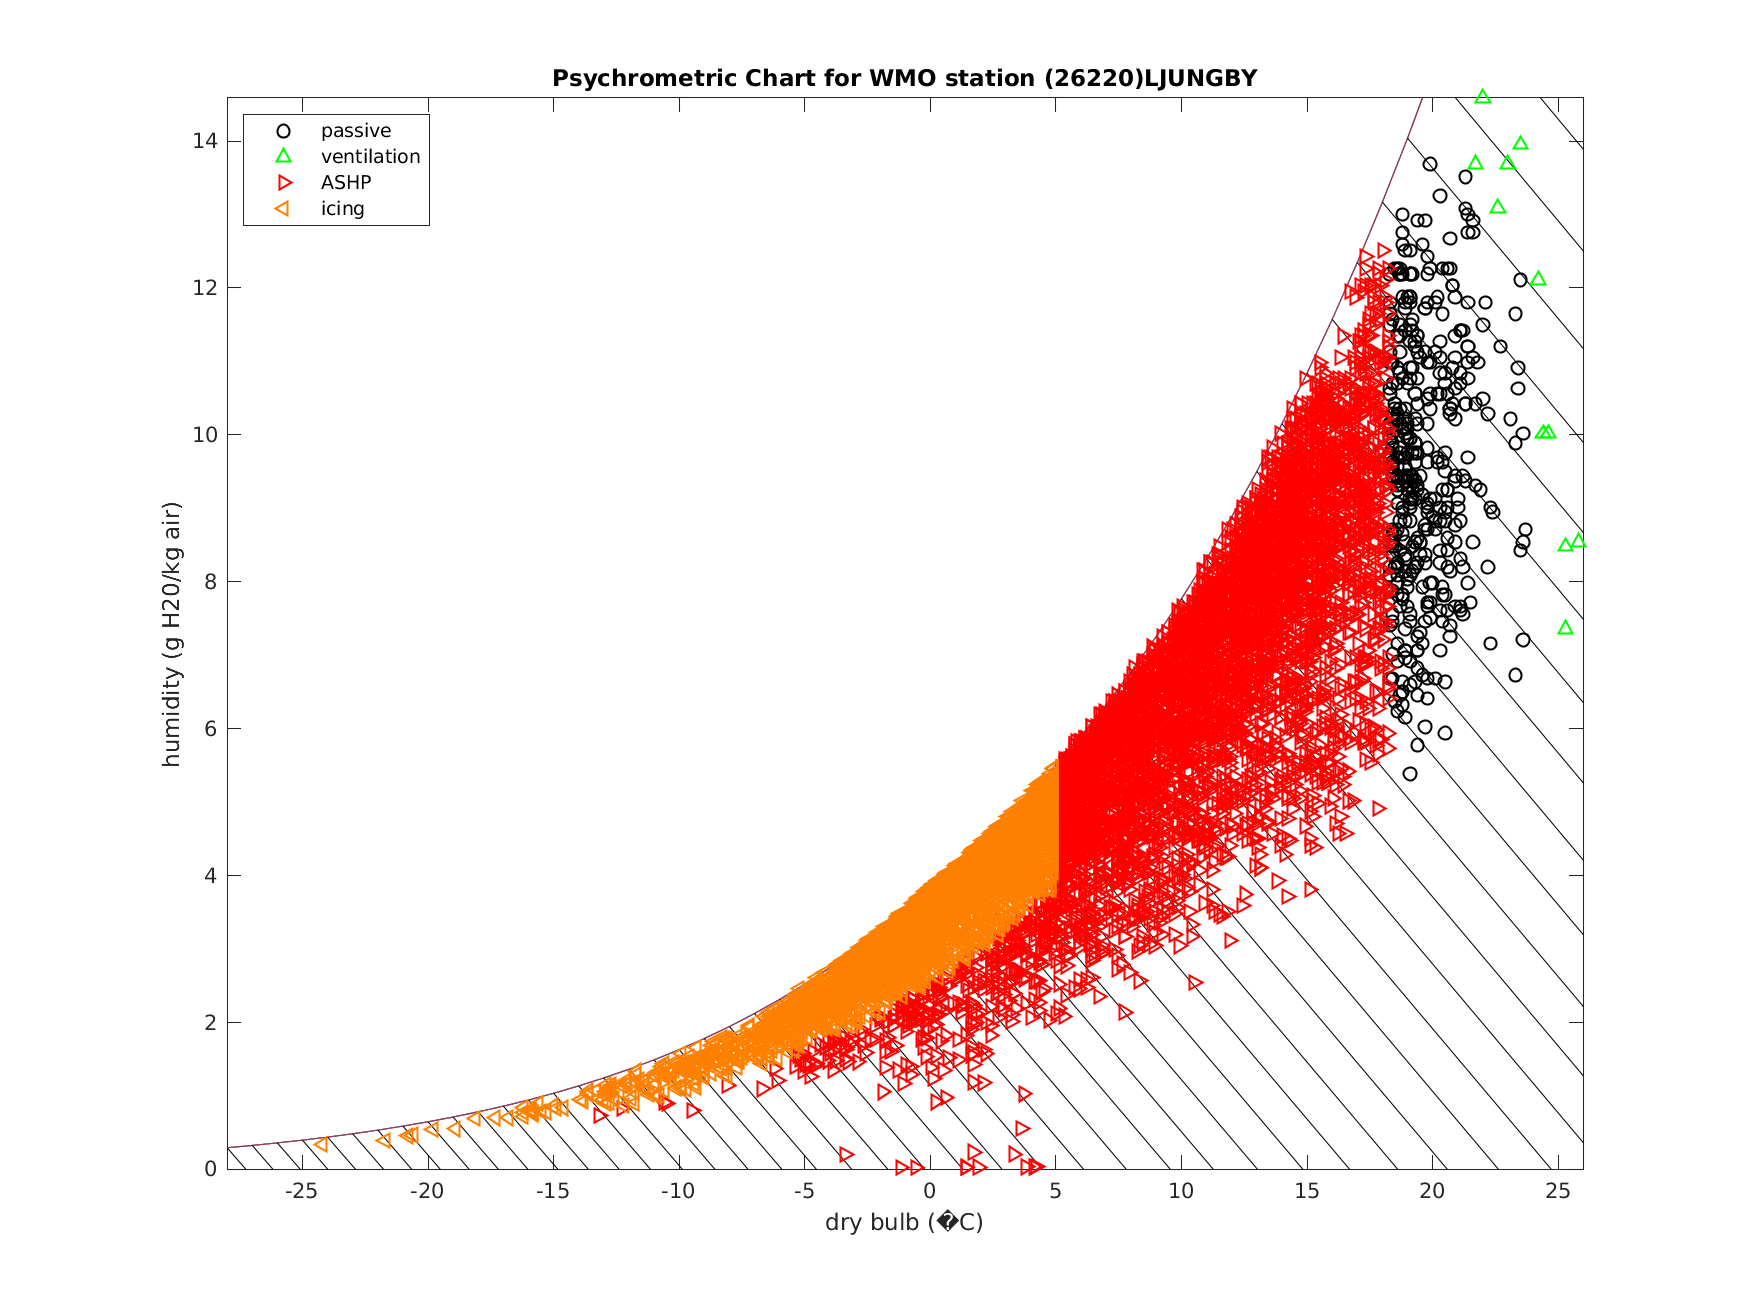 Psychrometric Chart for WMO station (26220)LJUNGBY
passive
ventilation
ASHP
icing
14
12
10
8
6
4
2
0
humidity (g H20/kg air)
-25 -20 -15 -10 -5 0 5 10 15 20 25
dry bulb (�C)